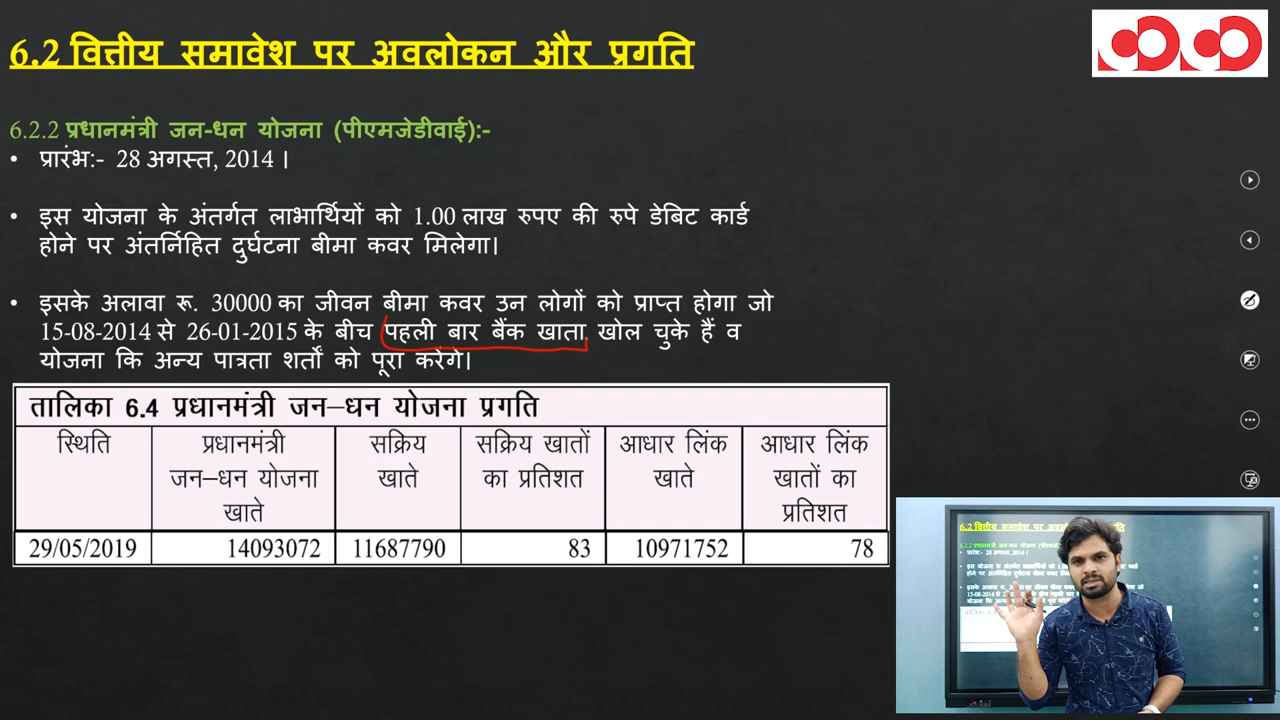 6.2 वित्तीय समावेश पर अवलोकन और प्रगति
6.2.2 प्रधानमंत्री जन-धन योजना (पीएमजेडीवाई):-
• प्रारंभ:- 28 अगस्त, 2014 ।
• इस योजना के अंतर्गत लाभार्थियों को 1.00 लाख रुपए की रुपे डेबिट कार्ड
होने पर अंतर्निहित दुर्घटना बीमा कवर मिलेगा।
• इसके अलावा रू. 30000 का जीवन बीमा कवर उन लोगों को प्राप्त होगा जो
15-08-2014 से 26-01-2015 के बीच पहली बार बैंक खाता खोल चुके हैं व
योजना कि अन्य पात्रता शर्तों को पूरा करेंगे।
तालिका 6.4 प्रधानमंत्री जन–धन योजना प्रगति
स्थिति प्रधानमंत्री सक्रिय सक्रिय खातों आधार लिंक आधार लिंक
जन–धन योजना खाते का प्रतिशत खाते खातों का
खाते प्रतिशत
29/05/2019 14093072 11687790 83 10971752 78